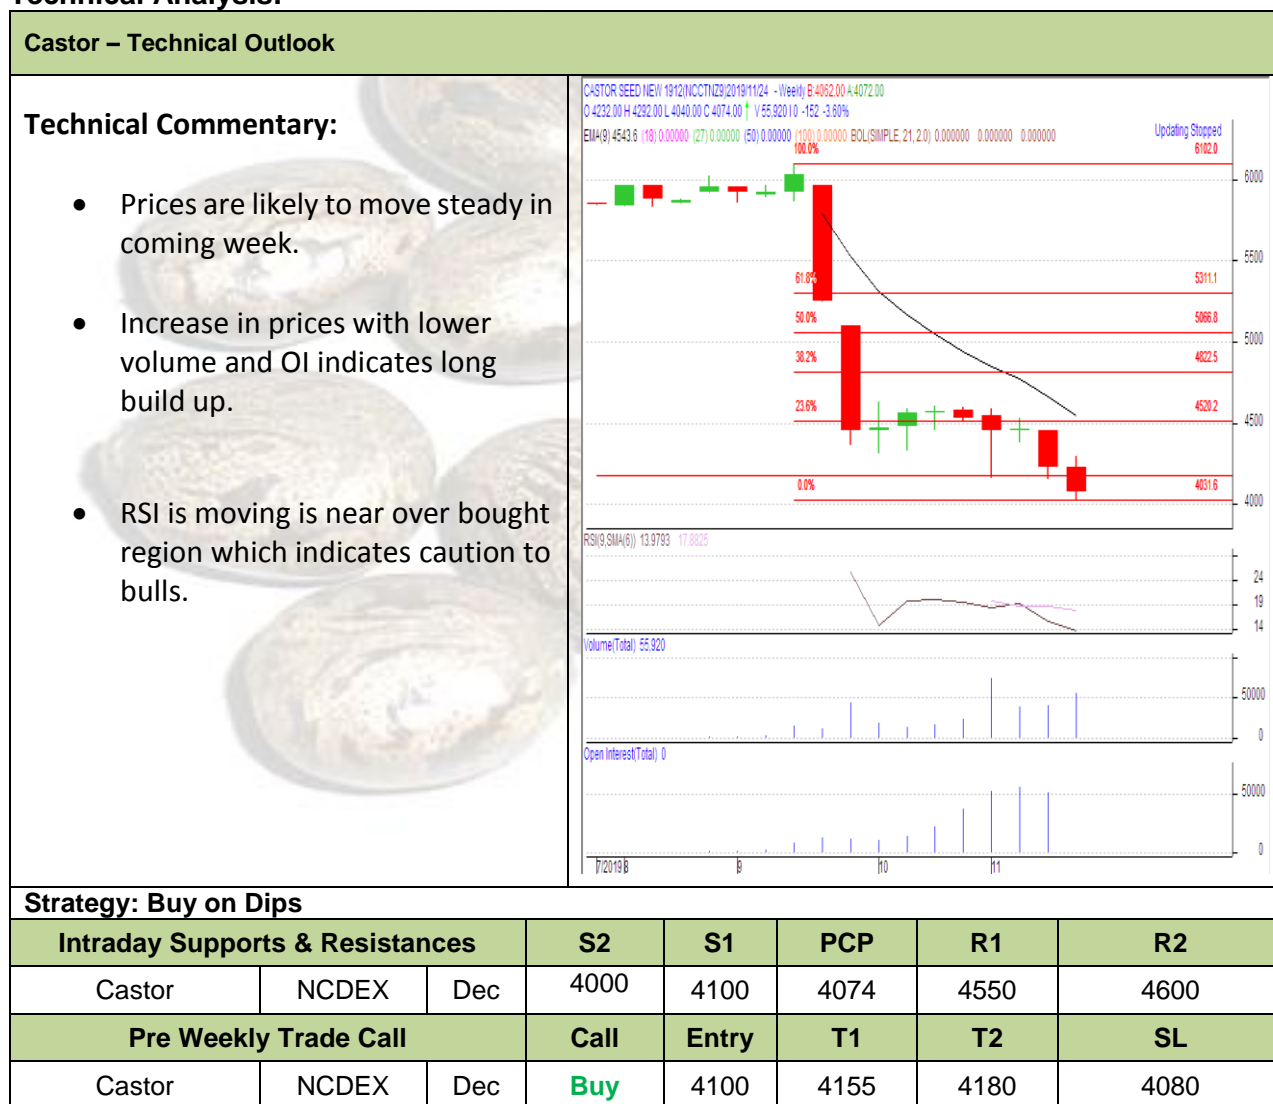 Technical Analysis:
Castor – Technical Outlook
Technical Commentary:
• Prices are likely to move steady in
coming week.
• Increase in prices with lower
volume and OI indicates long
build up.
• RSI is moving is near over bought
region which indicates caution to
bulls.
CASTOR SEED NEW 1912(NCCTNZ9)2019/11/24 - Weekly B:4062.00 A:4072.00
O 4232.00 H 4292.00 L 4040.00 C 4074.00 ↑ V 55,920 I 0 -152 -3.60%
EMA(9) 4543.6 (18) 0.00000 (27) 0.00000 (50) 0.00000 (100) 0.00000 BOL(SIMPLE, 21, 2.0) 0.000000 0.000000 0.000000
Updating Stopped
100.0% 6102.0
6000
5500
61.8% 5311.1
50.0% 5066.8
5000
38.2% 4822.5
23.6% 4520.2
4500
0.0% 4031.6
4000
RSI(9,SMA(6)) 13.9793 17.8825
24
19
14
Volume(Total) 55,920
50000
0
Open Interest(Total) 0
50000
0
7/2019 8 9 10 11
Strategy: Buy on Dips
Intraday Supports & Resistances S2 S1 PCP R1 R2
Castor NCDEX Dec 4000 4100 4074 4550 4600
Pre Weekly Trade Call Call Entry T1 T2 SL
Castor NCDEX Dec Buy 4100 4155 4180 4080